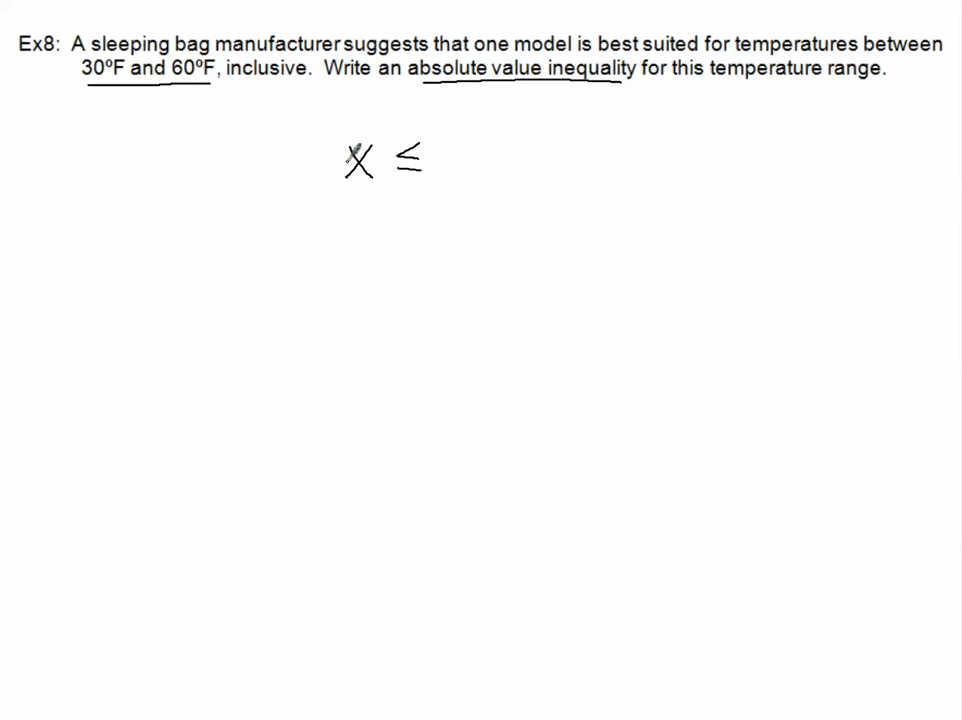 Ex8: A sleeping bag manufacturer suggests that one model is best suited for temperatures between
30ºF and 60ºF, inclusive. Write an absolute value inequality for this temperature range.
x ≤